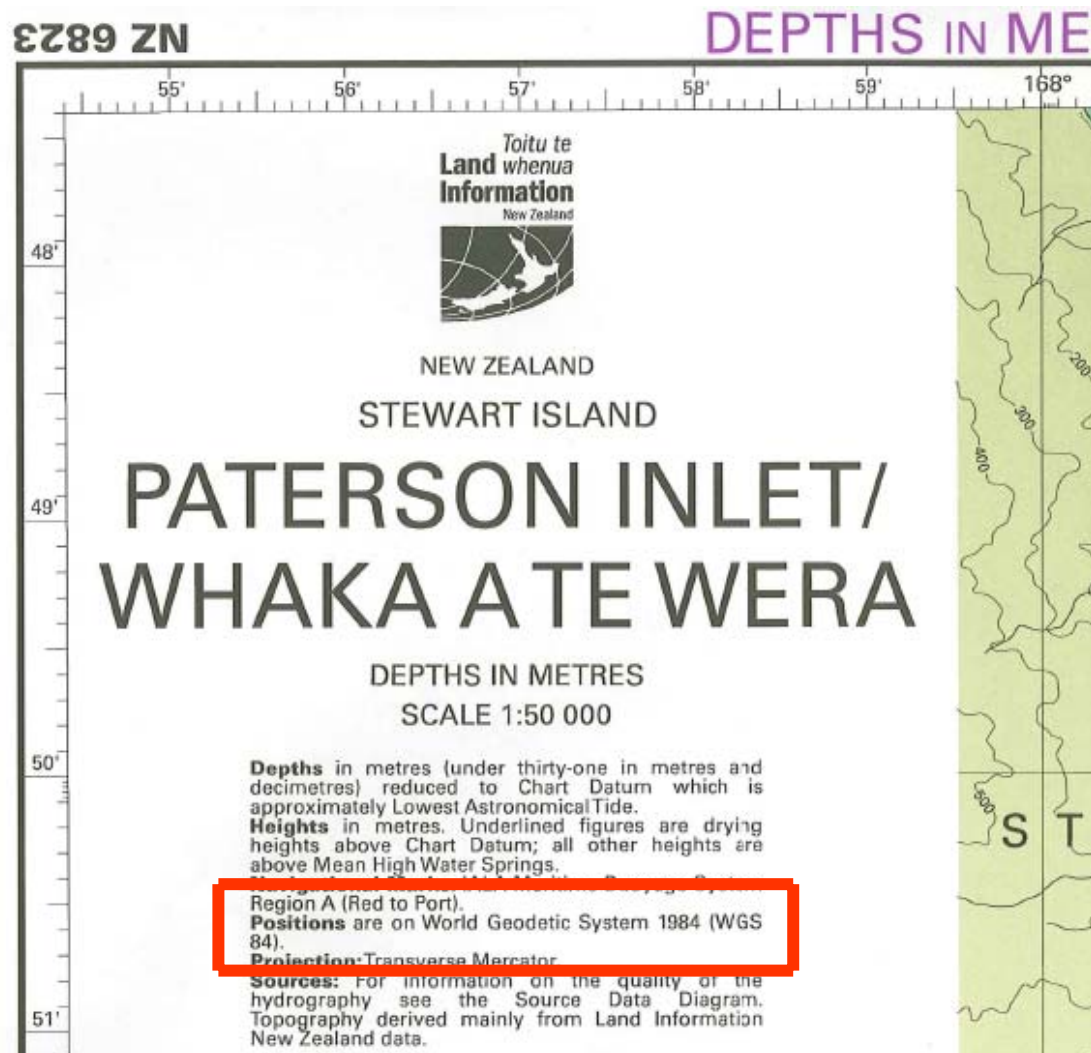 NZ 6823
DEPTHS IN ME
55' 56' 57' 58' 59' 168°
Toitu te
Land whenua
Information
New Zealand
48'
NEW ZEALAND
STEWART ISLAND
PATERSON INLET/
49'
WHAKA A TE WERA
DEPTHS IN METRES
SCALE 1:50 000
50'
Depths in metres (under thirty-one in metres and
decimetres) reduced to Chart Datum which is
approximately Lowest Astronomical Tide.
Heights in metres. Underlined figures are drying
heights above Chart Datum; all other heights are
above Mean High Water Springs.
Region A (Red to Port).
Positions are on World Geodetic System 1984 (WGS
84).
Projection: Transverse Mercator
Sources: For information on the quality of the
hydrography see the Source Data Diagram.
Topography derived mainly from Land Information
New Zealand data.
51'
200
300
400
500
S T